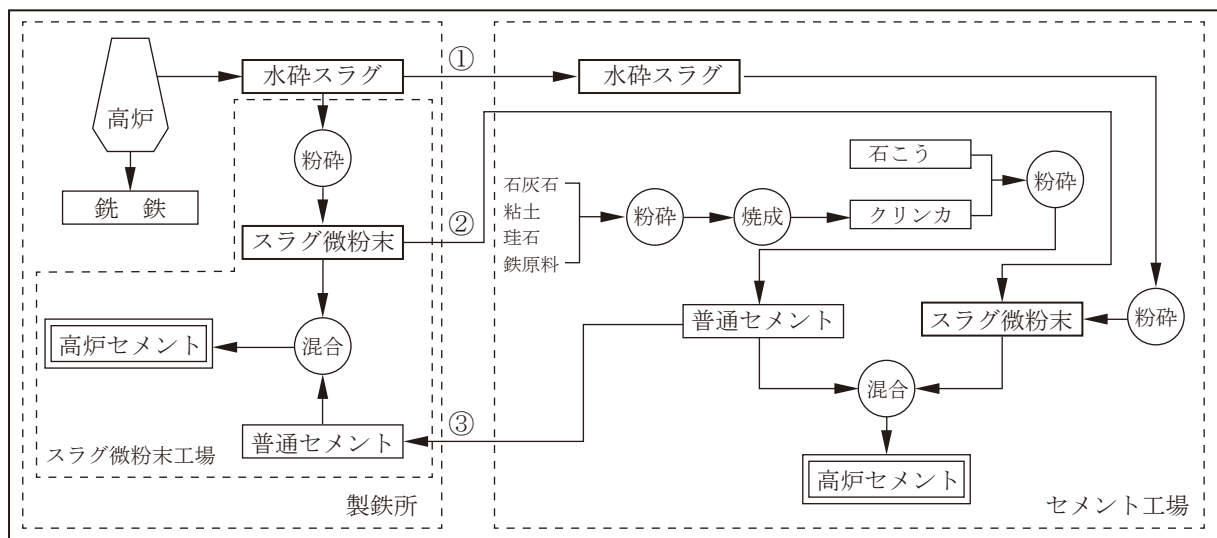 ①
水砕スラグ
水砕スラグ
高炉
粉砕
銑 鉄
スラグ微粉末
②
高炉セメント
混合
普通セメント
③
スラグ微粉末工場
製鉄所
石灰石
粘土
珪石
鉄原料
粉砕
焼成
石こう
クリンカ
粉砕
普通セメント
スラグ微粉末
粉砕
混合
高炉セメント
セメント工場